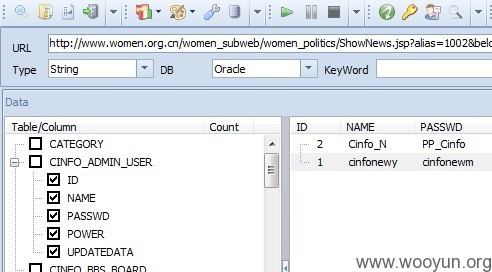 URL http://www.women.org.cn/women_subweb/women_politics/ShowNews.jsp?alias=1002&belo
Type String DB Oracle KeyWord
Data
Table/Column Count
CATEGORY
CINFO_ADMIN_USER
ID
NAME
PASSWD
POWER
UPDATEDATA
CINFO_BBS_BOARD
ID NAME PASSWD
2 Cinfo_N PP_Cinfo
1 cinfonewy cinfonewm
www.wooyun.org